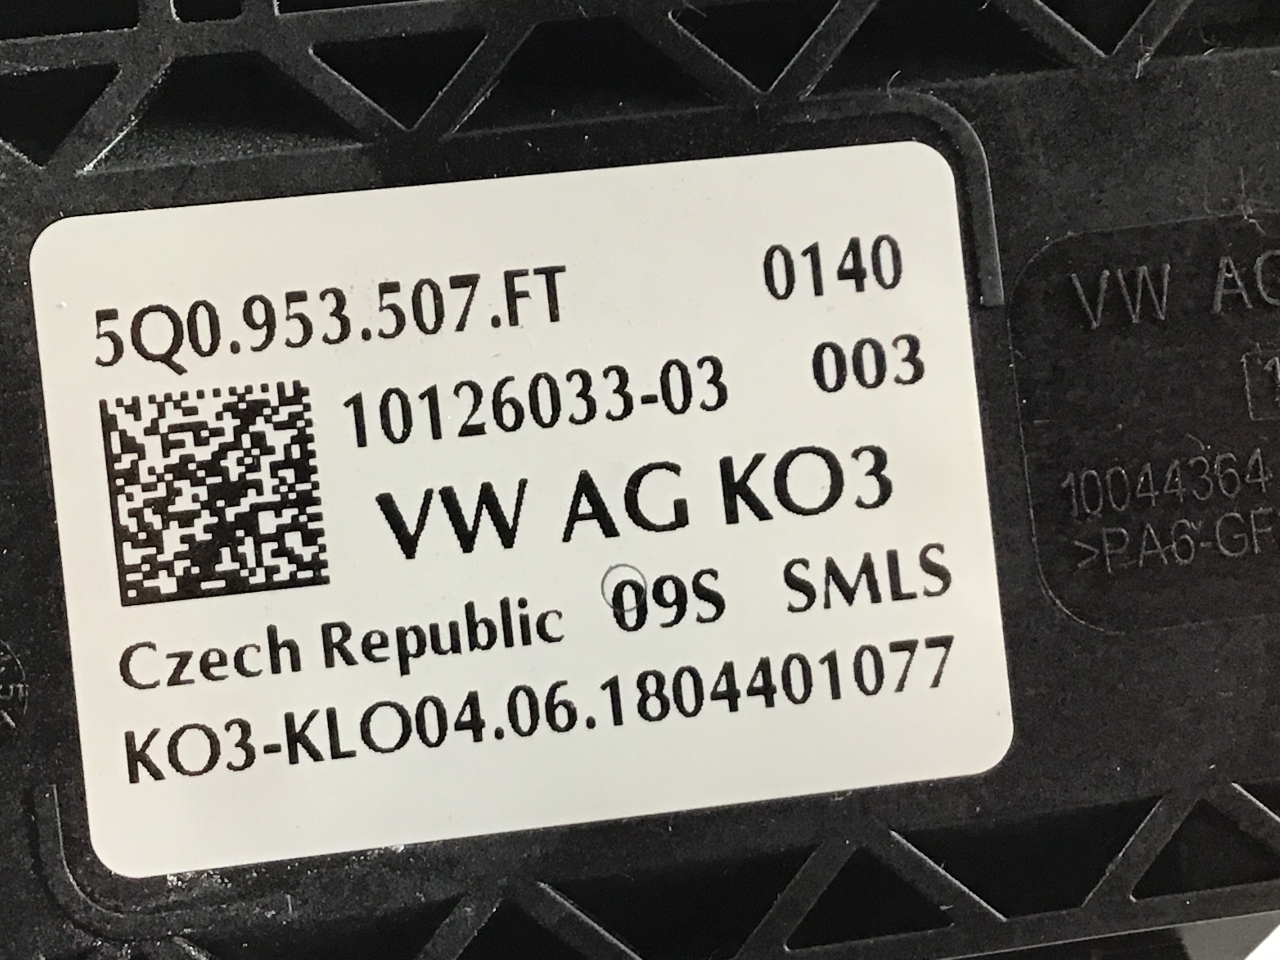 5Q0.953.507.FT 0140
10126033-03 003
VW AG KO3
Czech Republic 09S SMLS
KO3-KLO04.06.1804401077
VW AG
10044364
>PA6-GF